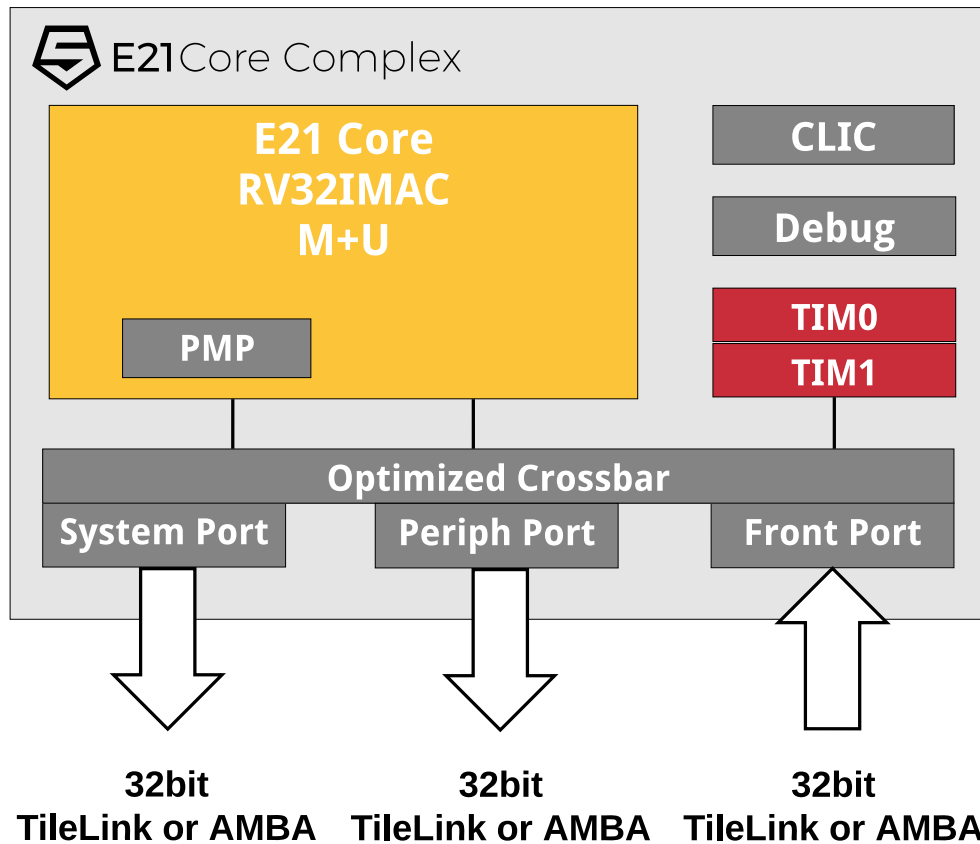 E21 Core Complex
E21 Core
RV32IMAC
M+U
PMP
CLIC
Debug
TIM0
TIM1
Optimized Crossbar
System Port
Periph Port
Front Port
32bit
TileLink or AMBA
32bit
TileLink or AMBA
32bit
TileLink or AMBA